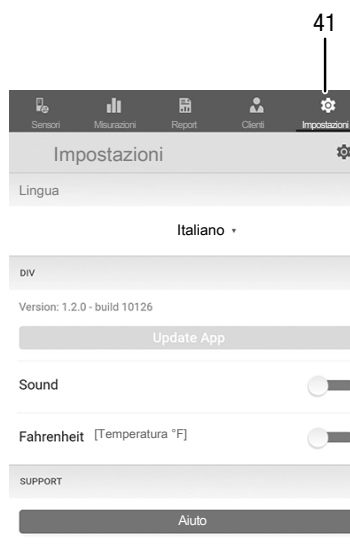 41
Sensori Misurazioni Report Clienti Impostazioni
Impostazioni
Lingua
Italiano
DIV
Version: 1.2.0 - build 10126
Update App
Sound
Fahrenheit [Temperatura °F]
SUPPORT
Aiuto